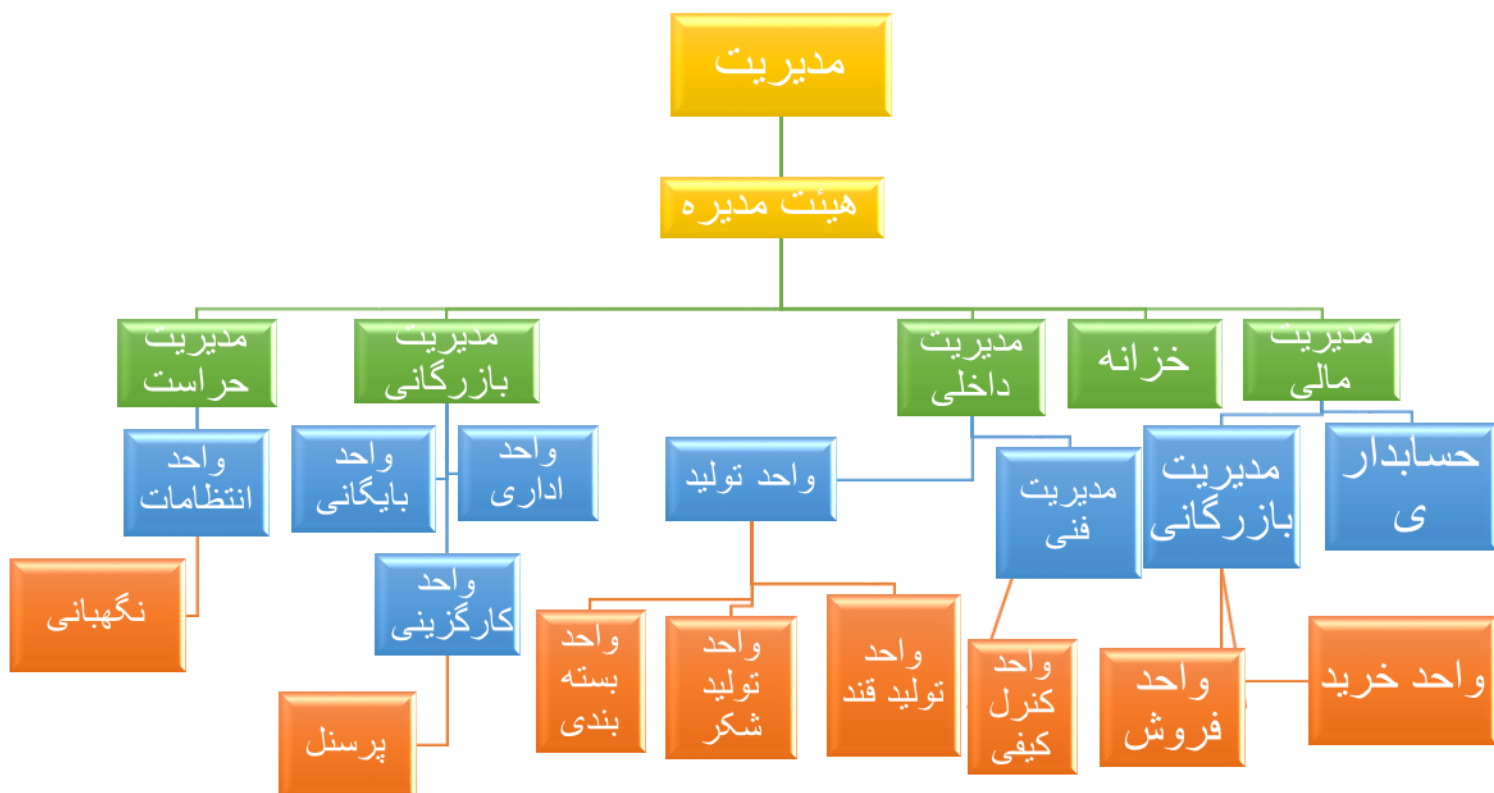 مدیریت
هیئت مدیره
مدیریت
مالی
خزانه
مدیریت
داخلی
مدیریت
بازرگانی
مدیریت
حراست
حسابدار
ی
مدیریت
بازرگانی
مدیریت
فنی
واحد تولید
واحد
اداری
واحد
بایگانی
واحد
انتظامات
واحد
کارگزینی
واحد خرید
واحد
فروش
واحد
کنرل
کیفی
واحد
تولید قند
واحد
تولید
شکر
واحد
بسته
بندی
پرسنل
نگهبانی